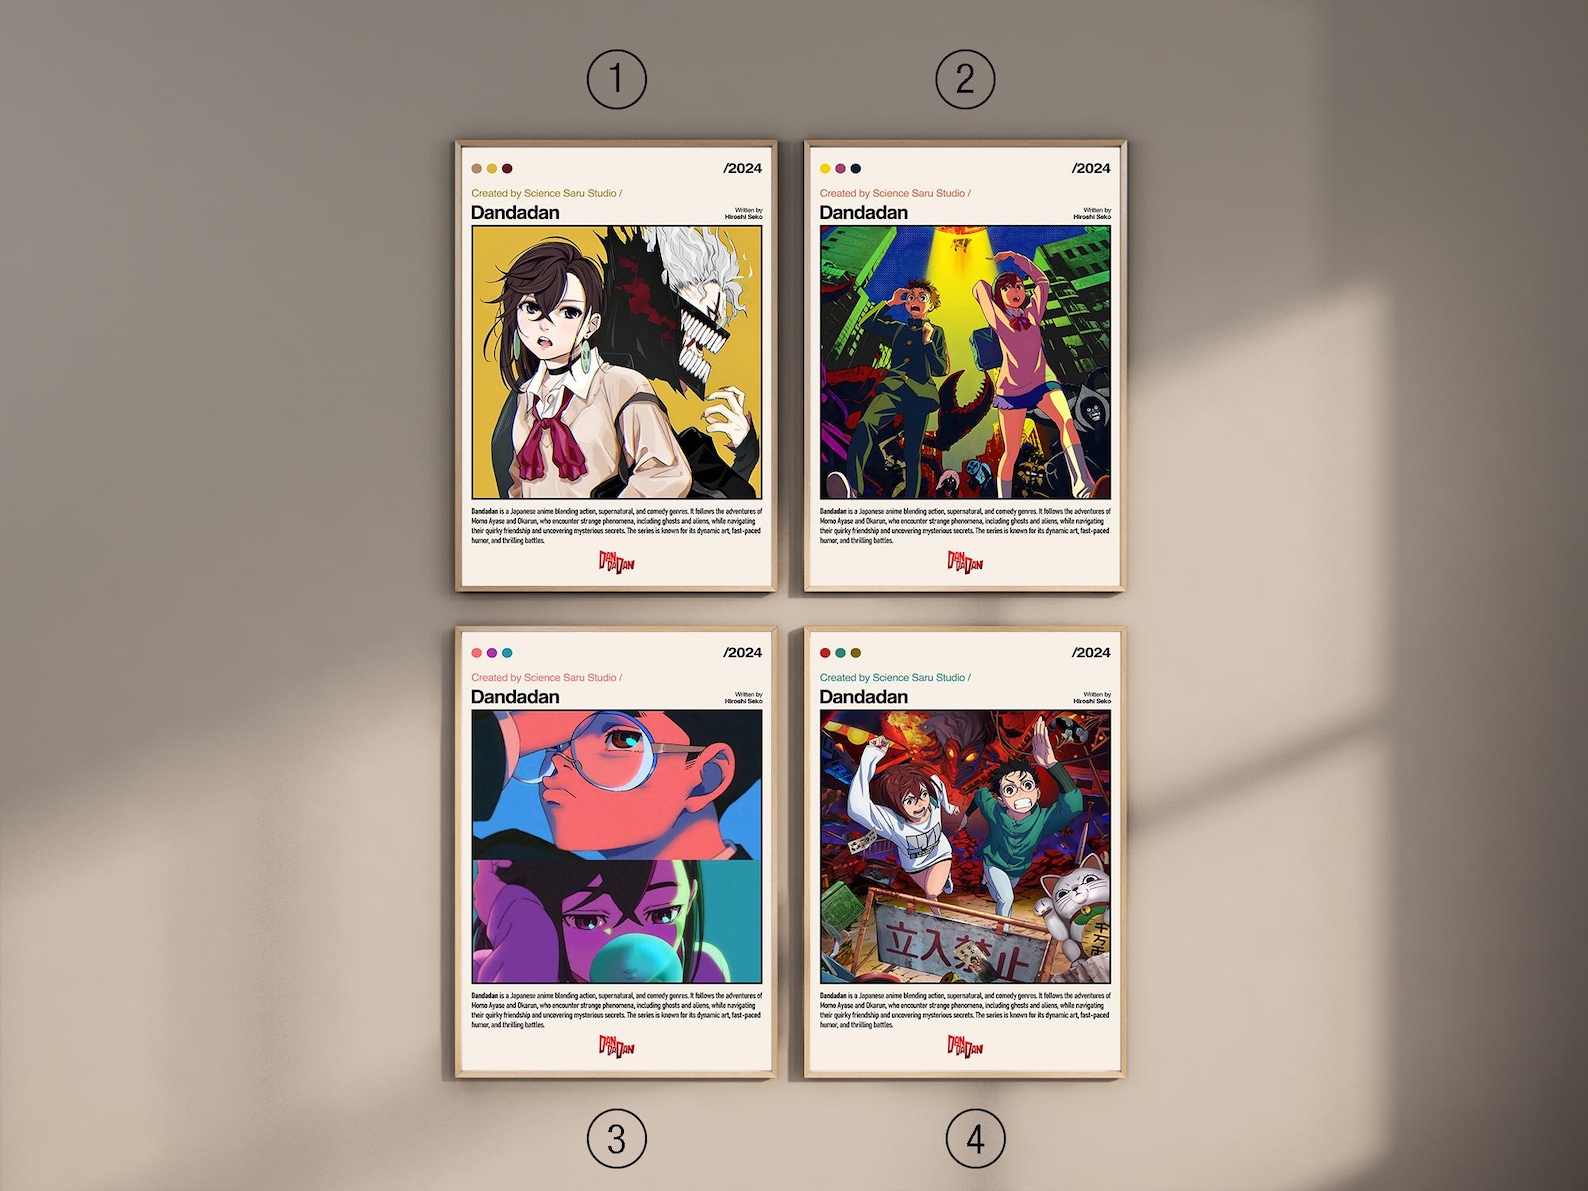 1
2
/2024
Created by Science Saru Studio /
Dandadan
Written by
Hiroshi Seko
Dandadan is a Japanese anime blending action, supernatural, and comedy genres. It follows the adventures of
Momo Ayase and Okarun, who encounter strange phenomena, including ghosts and aliens, while navigating
their quirky friendship and uncovering mysterious secrets. The series is known for its dynamic art, fast-paced
humor, and thrilling battles.
DAN
DA DAN
/2024
Created by Science Saru Studio /
Dandadan
Written by
Hiroshi Seko
Dandadan is a Japanese anime blending action, supernatural, and comedy genres. It follows the adventures of
Momo Ayase and Okarun, who encounter strange phenomena, including ghosts and aliens, while navigating
their quirky friendship and uncovering mysterious secrets. The series is known for its dynamic art, fast-paced
humor, and thrilling battles.
DAN
DA DAN
/2024
Created by Science Saru Studio /
Dandadan
Written by
Hiroshi Seko
Dandadan is a Japanese anime blending action, supernatural, and comedy genres. It follows the adventures of
Momo Ayase and Okarun, who encounter strange phenomena, including ghosts and aliens, while navigating
their quirky friendship and uncovering mysterious secrets. The series is known for its dynamic art, fast-paced
humor, and thrilling battles.
DAN
DA DAN
/2024
Created by Science Saru Studio /
Dandadan
Written by
Hiroshi Seko
立入禁止
千万
Dandadan is a Japanese anime blending action, supernatural, and comedy genres. It follows the adventures of
Momo Ayase and Okarun, who encounter strange phenomena, including ghosts and aliens, while navigating
their quirky friendship and uncovering mysterious secrets. The series is known for its dynamic art, fast-paced
humor, and thrilling battles.
DAN
DA DAN
3
4